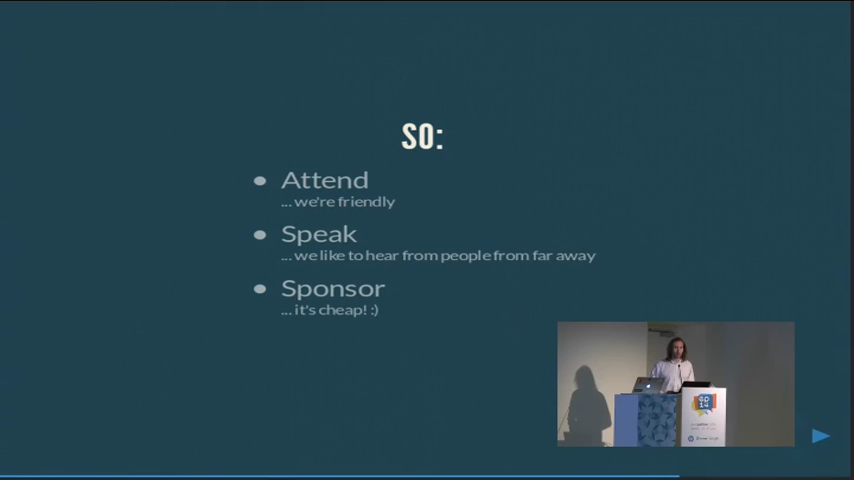 SO:
• Attend
... we're friendly
• Speak
... we like to hear from people from far away
• Sponsor
... it's cheap! :)